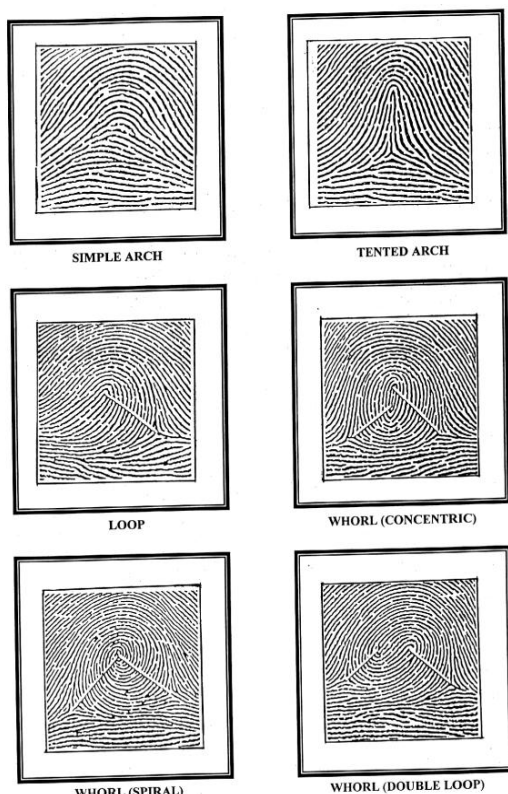 SIMPLE ARCH
TENTED ARCH
LOOP
WHORL (CONCENTRIC)
WHORL (SPIRAL)
WHORL (DOUBLE LOOP)